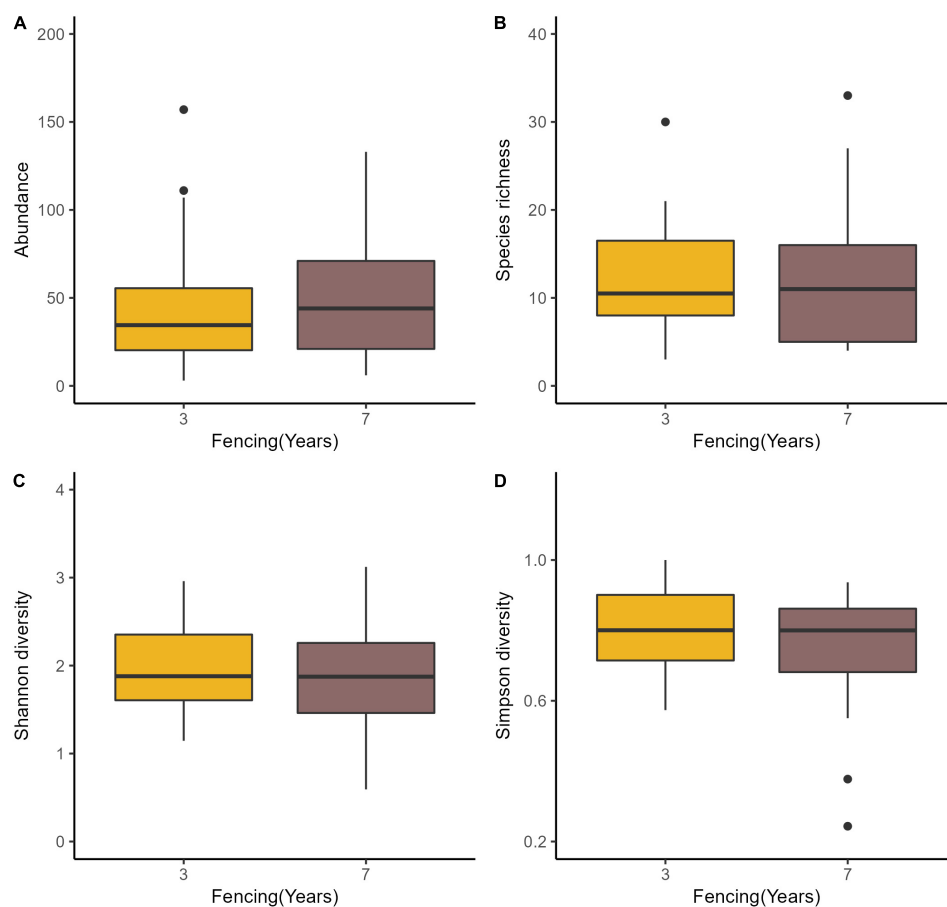 A
200
150
100
50
0
Abundance
3
7
Fencing(Years)
B
40
30
20
10
0
Species richness
3
7
Fencing(Years)
C
4
3
2
1
0
Shannon diversity
3
7
Fencing(Years)
D
1.0
0.6
0.2
Simpson diversity
3
7
Fencing(Years)